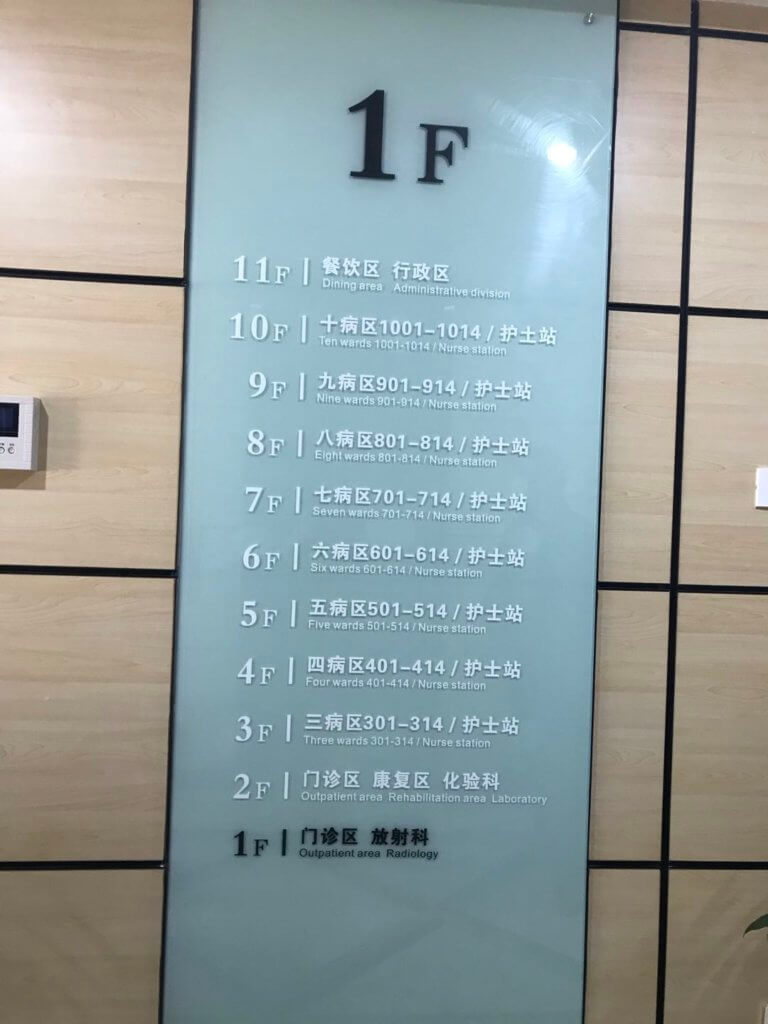 1F
11F | 餐饮区 行政区
Dining area Administrative division
10F | 十病区1001-1014 / 护士站
Ten wards 1001-1014 / Nurse station
9F | 九病区901-914 / 护士站
Nine wards 901-914 / Nurse station
8F | 八病区801-814 / 护士站
Eight wards 801-814 / Nurse station
7F | 七病区701-714 / 护士站
Seven wards 701-714 / Nurse station
6F | 六病区601-614 / 护士站
Six wards 601-614 / Nurse station
5F | 五病区501-514 / 护士站
Five wards 501-514 / Nurse station
4F | 四病区401-414 / 护士站
Four wards 401-414 / Nurse station
3F | 三病区301-314 / 护士站
Three wards 301-314 / Nurse station
2F | 门诊区 康复区 化验科
Outpatient area Rehabilitation area Laboratory
1F | 门诊区 放射科
Outpatient area Radiology